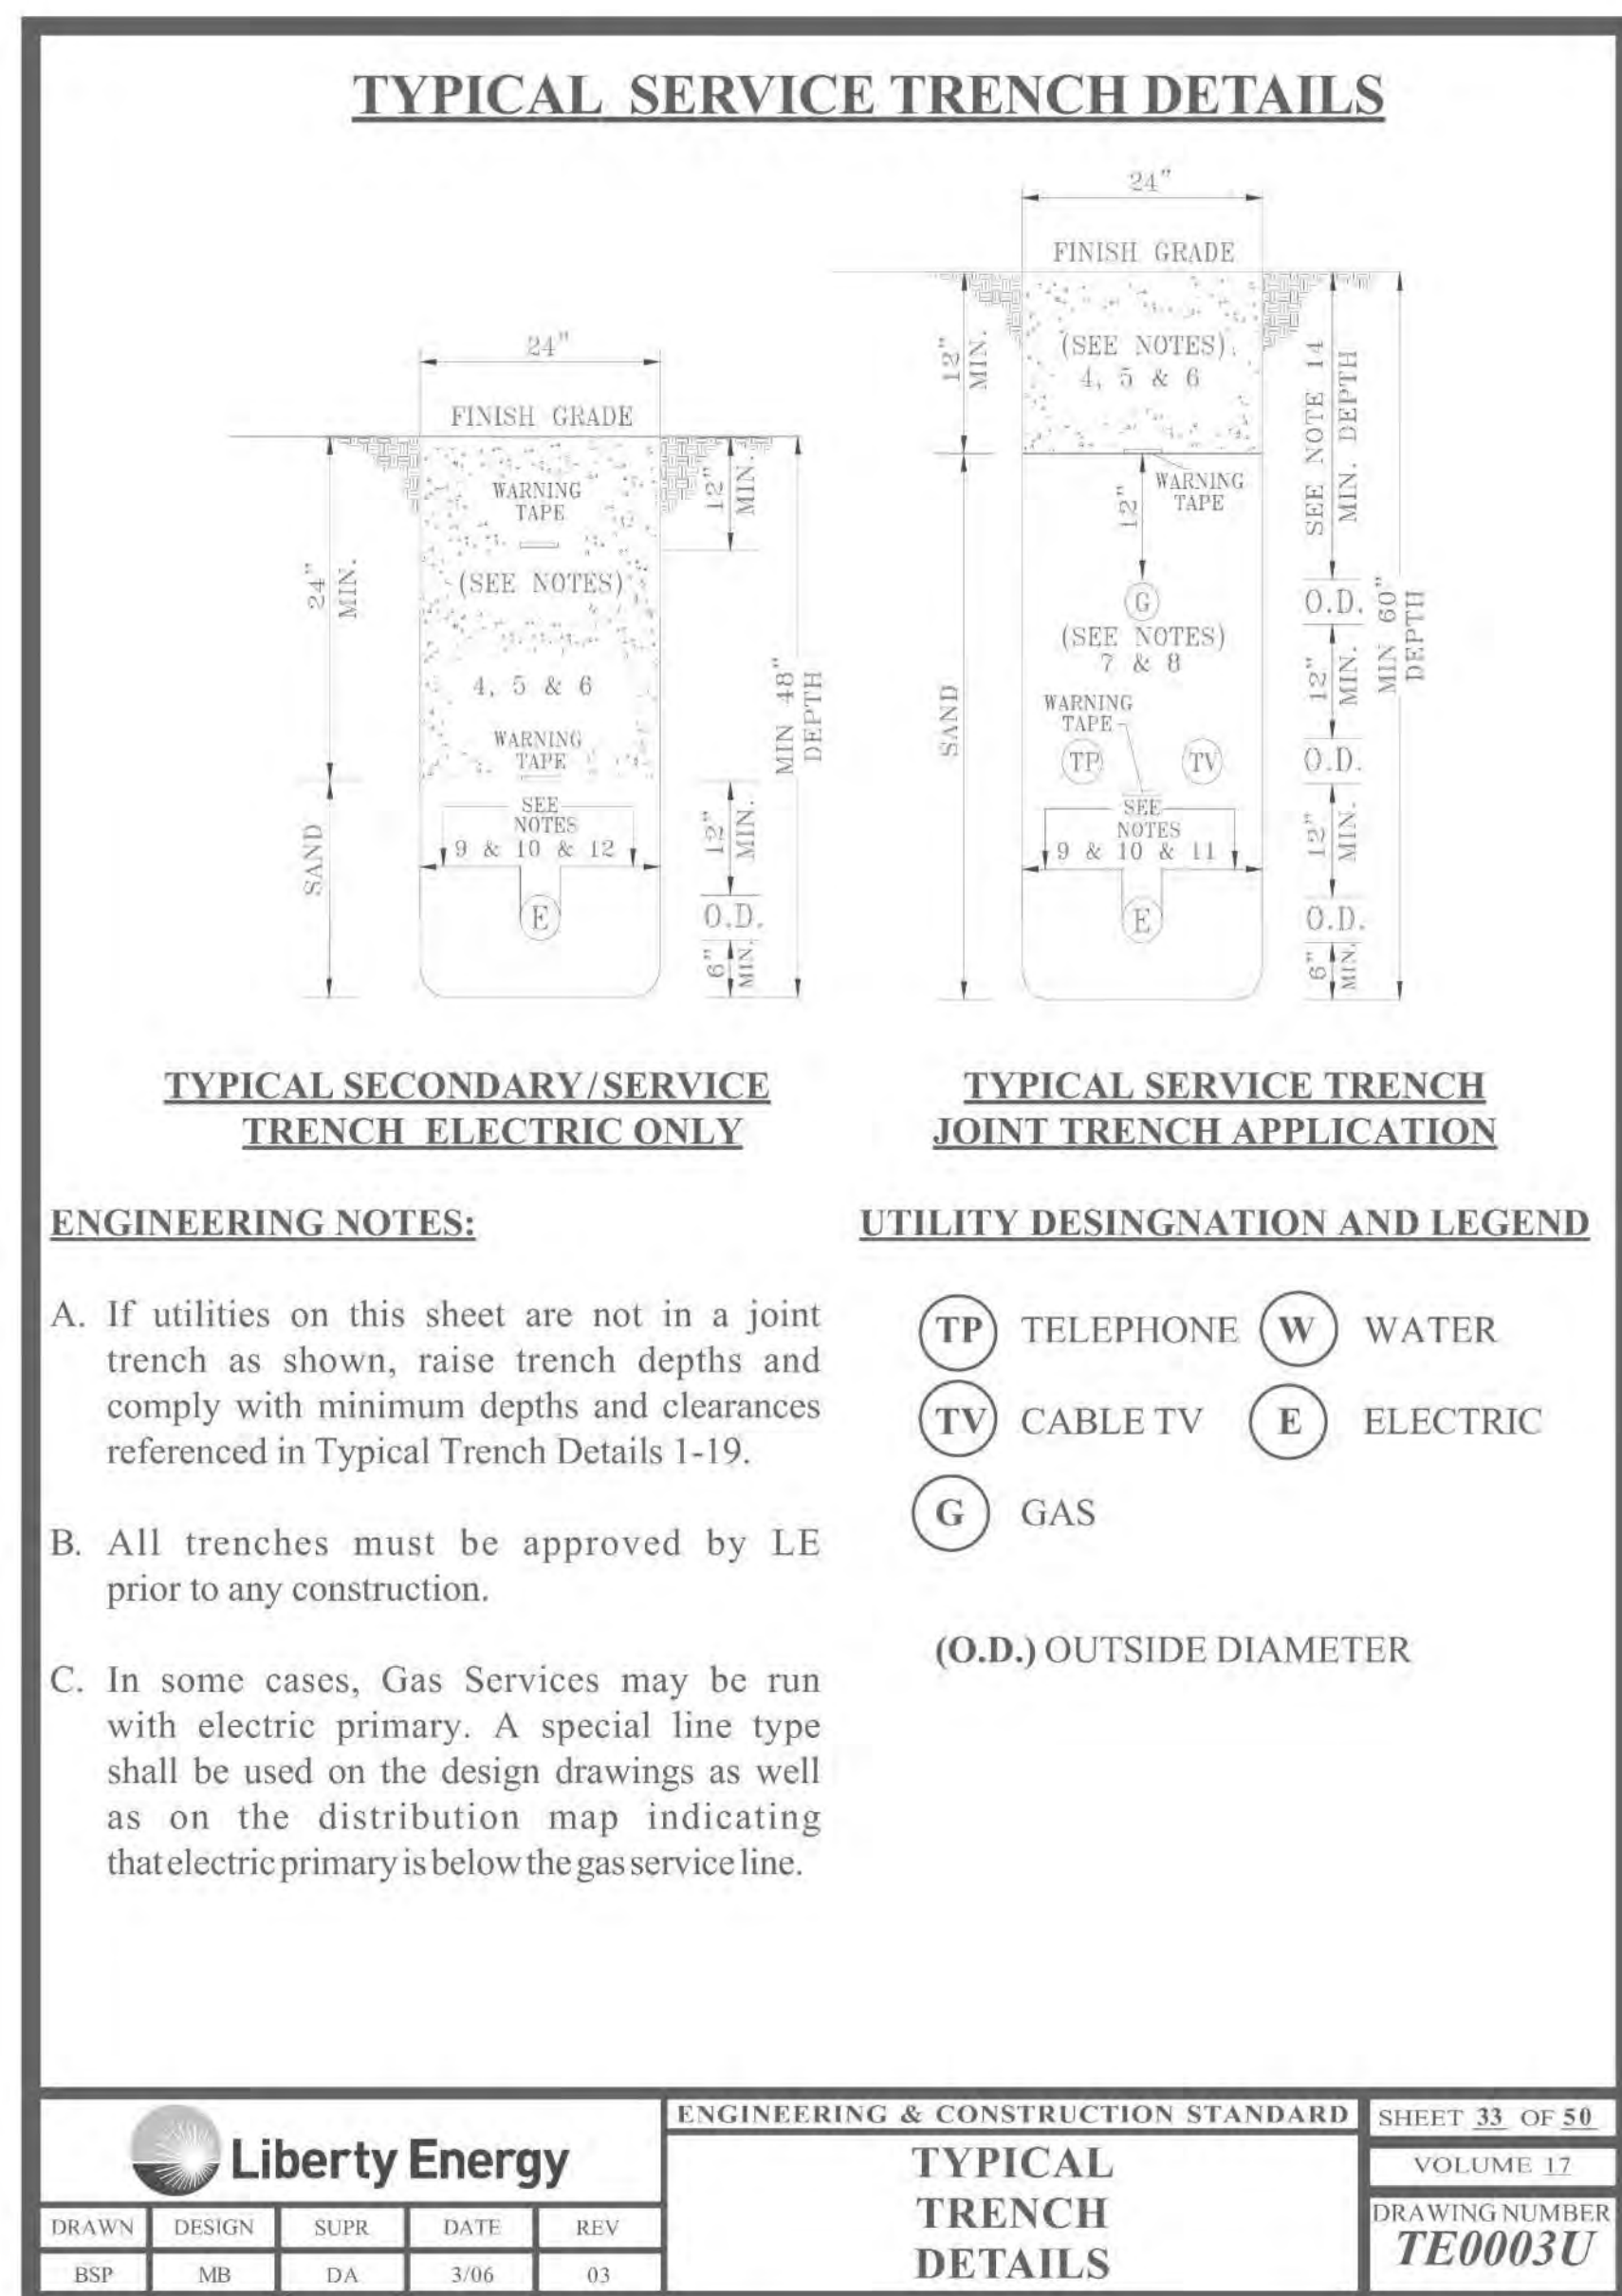 TYPICAL SERVICE TRENCH DETAILS
24"
FINISH GRADE
WARNING
TAPE
12"
MIN.
24"
MIN.
(SEE NOTES)
4, 5 & 6
WARNING
TAPE
MIN 48"
DEPTH
SAND
SEE
NOTES
9 & 10 & 12
12"
MIN.
E
O.D.
6"
MIN.
24"
FINISH GRADE
12"
MIN.
(SEE NOTES)
4, 5 & 6
SEE NOTE 14
MIN. DEPTH
WARNING
TAPE
12"
G
O.D.
(SEE NOTES)
7 & 8
12"
MIN.
MIN 60"
DEPTH
SAND
WARNING
TAPE
TP
TV
O.D.
SEE
NOTES
9 & 10 & 11
12"
MIN.
E
O.D.
6"
MIN.
TYPICAL SECONDARY/SERVICE
TRENCH ELECTRIC ONLY
TYPICAL SERVICE TRENCH
JOINT TRENCH APPLICATION
ENGINEERING NOTES:
A. If utilities on this sheet are not in a joint
trench as shown, raise trench depths and
comply with minimum depths and clearances
referenced in Typical Trench Details 1-19.
B. All trenches must be approved by LE
prior to any construction.
C. In some cases, Gas Services may be run
with electric primary. A special line type
shall be used on the design drawings as well
as on the distribution map indicating
that electric primary is below the gas service line.
UTILITY DESINGNATION AND LEGEND
TP TELEPHONE W WATER
TV CABLE TV E ELECTRIC
G GAS
(O.D.) OUTSIDE DIAMETER
Liberty Energy
DRAWN DESIGN SUPR DATE REV
BSP MB DA 3/06 03
ENGINEERING & CONSTRUCTION STANDARD
TYPICAL
TRENCH
DETAILS
SHEET 33 OF 50
VOLUME 17
DRAWING NUMBER
TE0003U